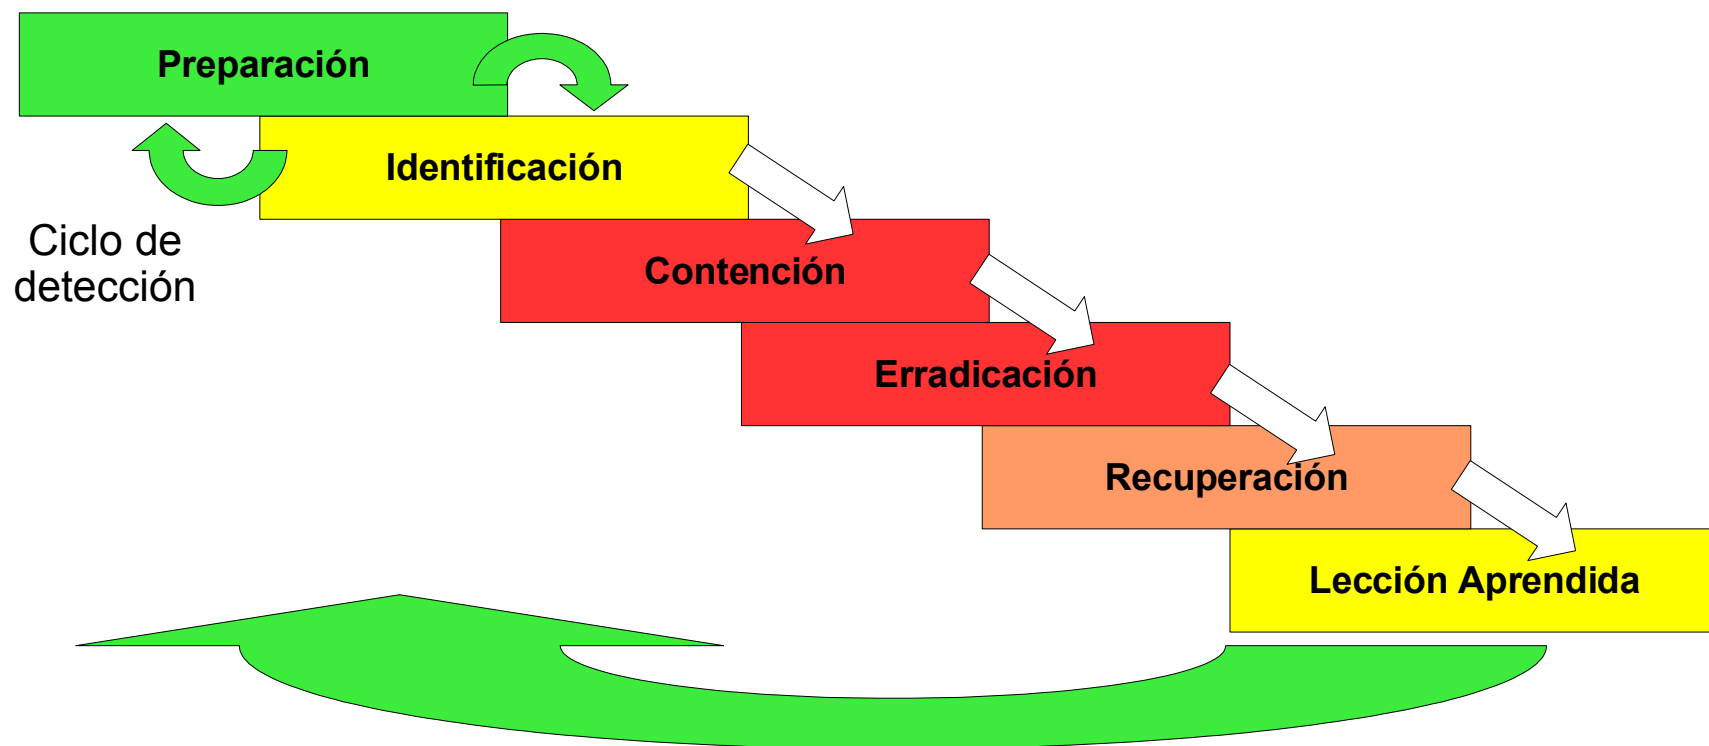 Preparación
Identificación
Ciclo de
detección
Contención
Erradicación
Recuperación
Lección Aprendida